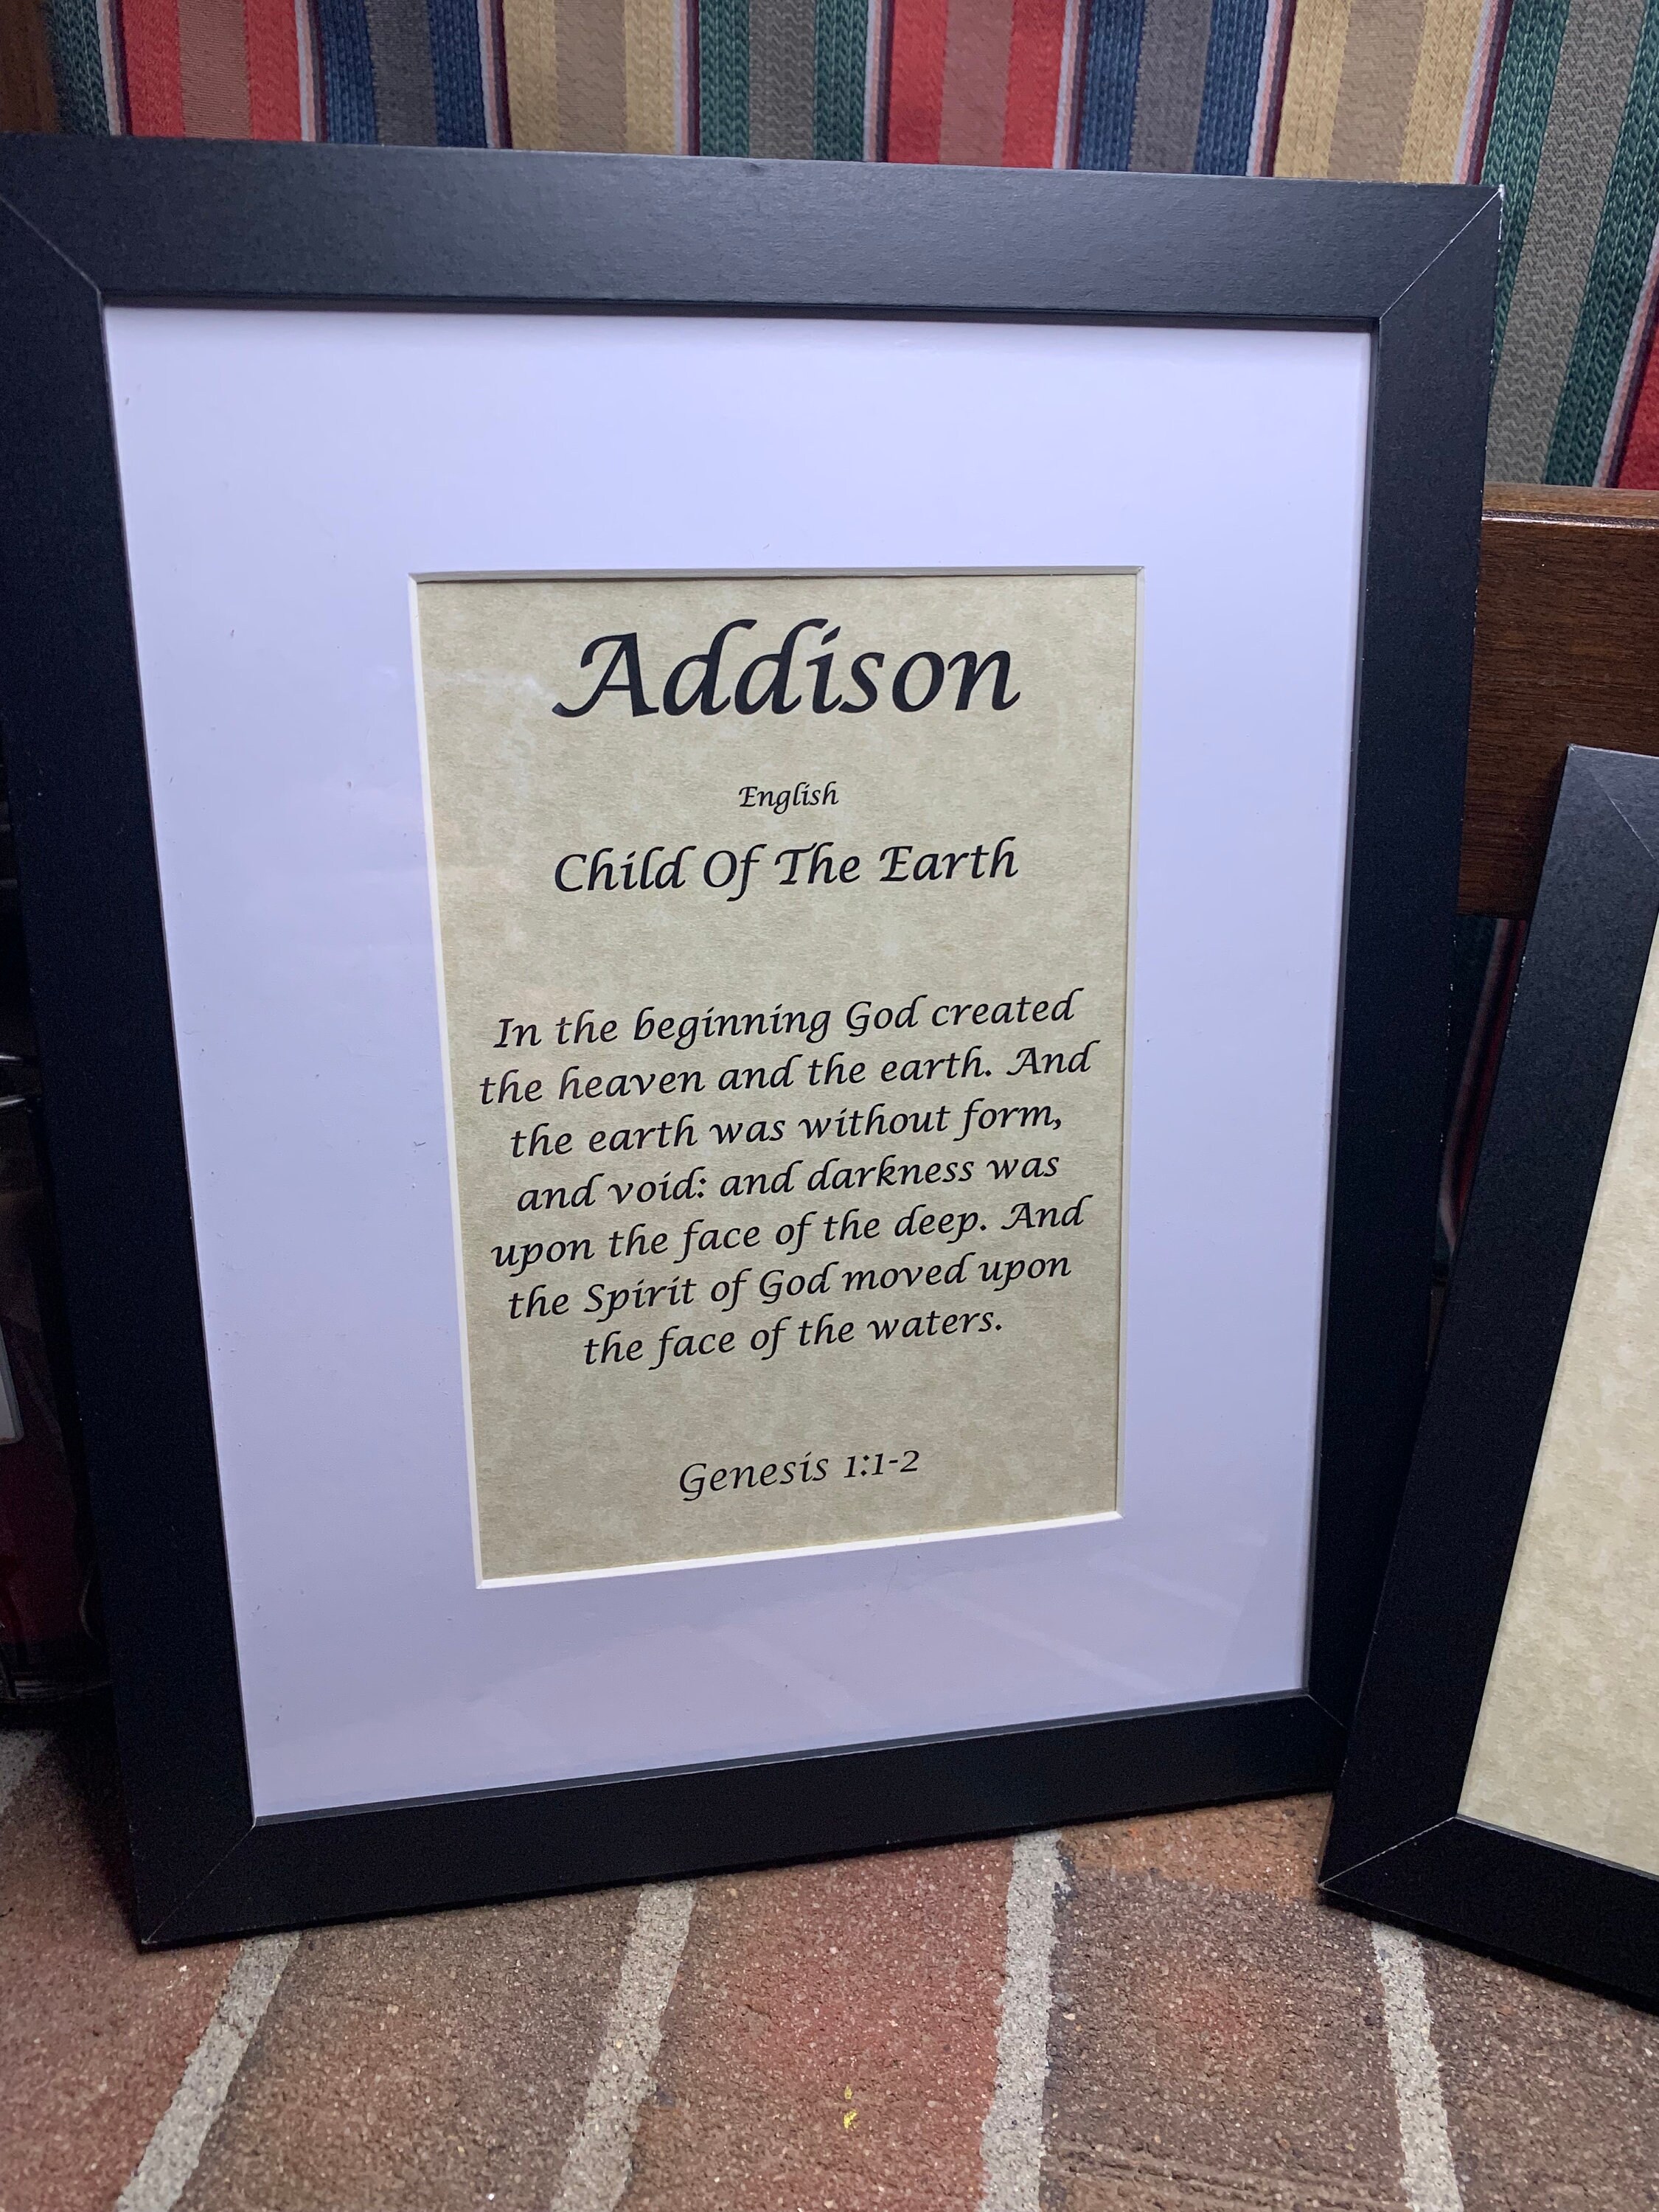 Addison
English
Child Of The Earth
In the beginning God created
the heaven and the earth. And
the earth was without form,
and void: and darkness was
upon the face of the deep. And
the Spirit of God moved upon
the face of the waters.
Genesis 1:1-2